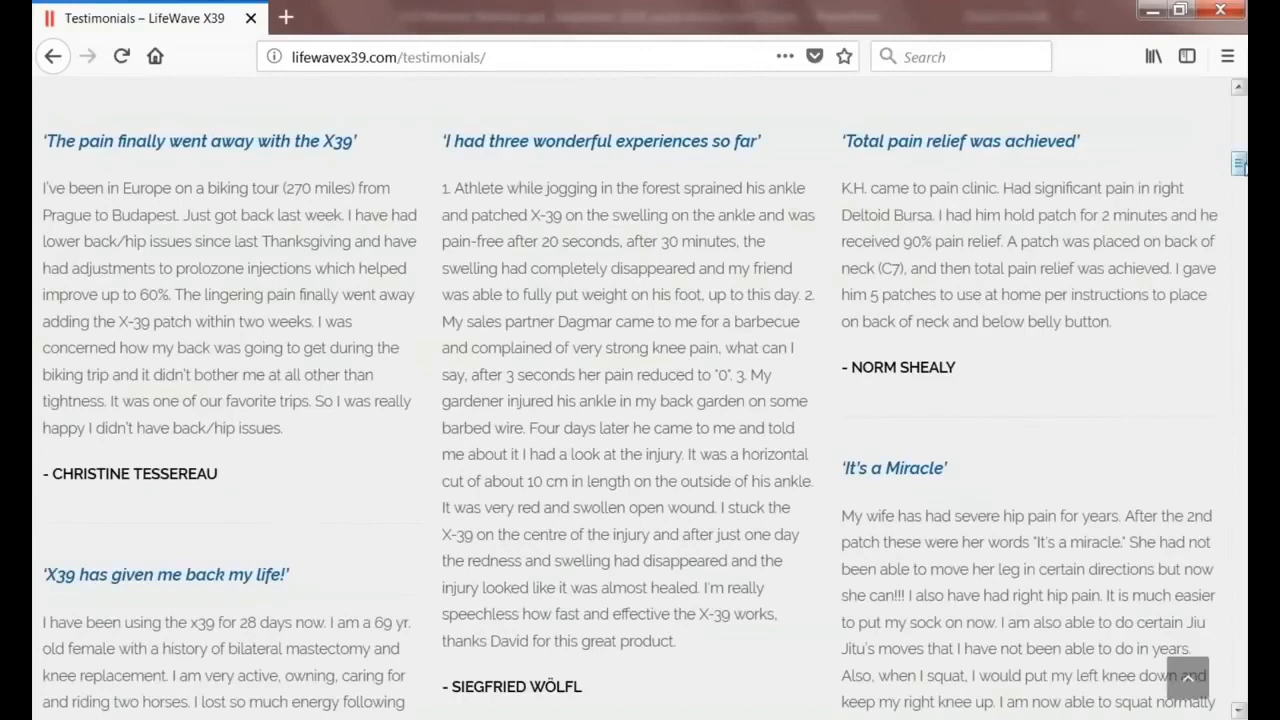 Testimonials – LifeWave X39
lifewavex39.com/testimonials/
Search
‘The pain finally went away with the X39’
I've been in Europe on a biking tour (270 miles) from
Prague to Budapest. Just got back last week. I have had
lower back/hip issues since last Thanksgiving and have
had adjustments to prolozone injections which helped
improve up to 60%. The lingering pain finally went away
adding the X-39 patch within two weeks. I was
concerned how my back was going to get during the
biking trip and it didn't bother me at all other than
tightness. It was one of our favorite trips. So I was really
happy I didn't have back/hip issues.
- CHRISTINE TESSEREAU
‘X39 has given me back my life!’
I have been using the x39 for 28 days now. I am a 69 yr.
old female with a history of bilateral mastectomy and
knee replacement. I am very active, owning, caring for
and riding two horses. I lost so much energy following
‘I had three wonderful experiences so far’
1. Athlete while jogging in the forest sprained his ankle
and patched X-39 on the swelling on the ankle and was
pain-free after 20 seconds, after 30 minutes, the
swelling had completely disappeared and my friend
was able to fully put weight on his foot, up to this day. 2.
My sales partner Dagmar came to me for a barbecue
and complained of very strong knee pain, what can I
say, after 3 seconds her pain reduced to "0". 3. My
gardener injured his ankle in my back garden on some
barbed wire. Four days later he came to me and told
me about it I had a look at the injury. It was a horizontal
cut of about 10 cm in length on the outside of his ankle.
It was very red and swollen open wound. I stuck the
X-39 on the centre of the injury and after just one day
the redness and swelling had disappeared and the
injury looked like it was almost healed. I'm really
speechless how fast and effective the X-39 works,
thanks David for this great product.
- SIEGFRIED WÖLFL
‘Total pain relief was achieved’
K.H. came to pain clinic. Had significant pain in right
Deltoid Bursa. I had him hold patch for 2 minutes and he
received 90% pain relief. A patch was placed on back of
neck (C7), and then total pain relief was achieved. I gave
him 5 patches to use at home per instructions to place
on back of neck and below belly button.
- NORM SHEALY
‘It's a Miracle’
My wife has had severe hip pain for years. After the 2nd
patch these were her words "It's a miracle." She had not
been able to move her leg in certain directions but now
she can!!! I also have had right hip pain. It is much easier
to put my sock on now. I am also able to do certain Jiu
Jitu's moves that I have not been able to do in years.
Also, when I squat, I would put my left knee down and
keep my right knee up. I am now able to squat normally